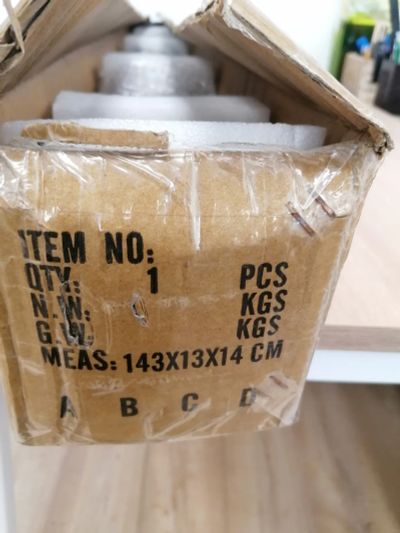 ITEM NO:
QTY: 1 PCS
N.W: KGS
G.W: KGS
MEAS: 143X13X14 CM
A B C D